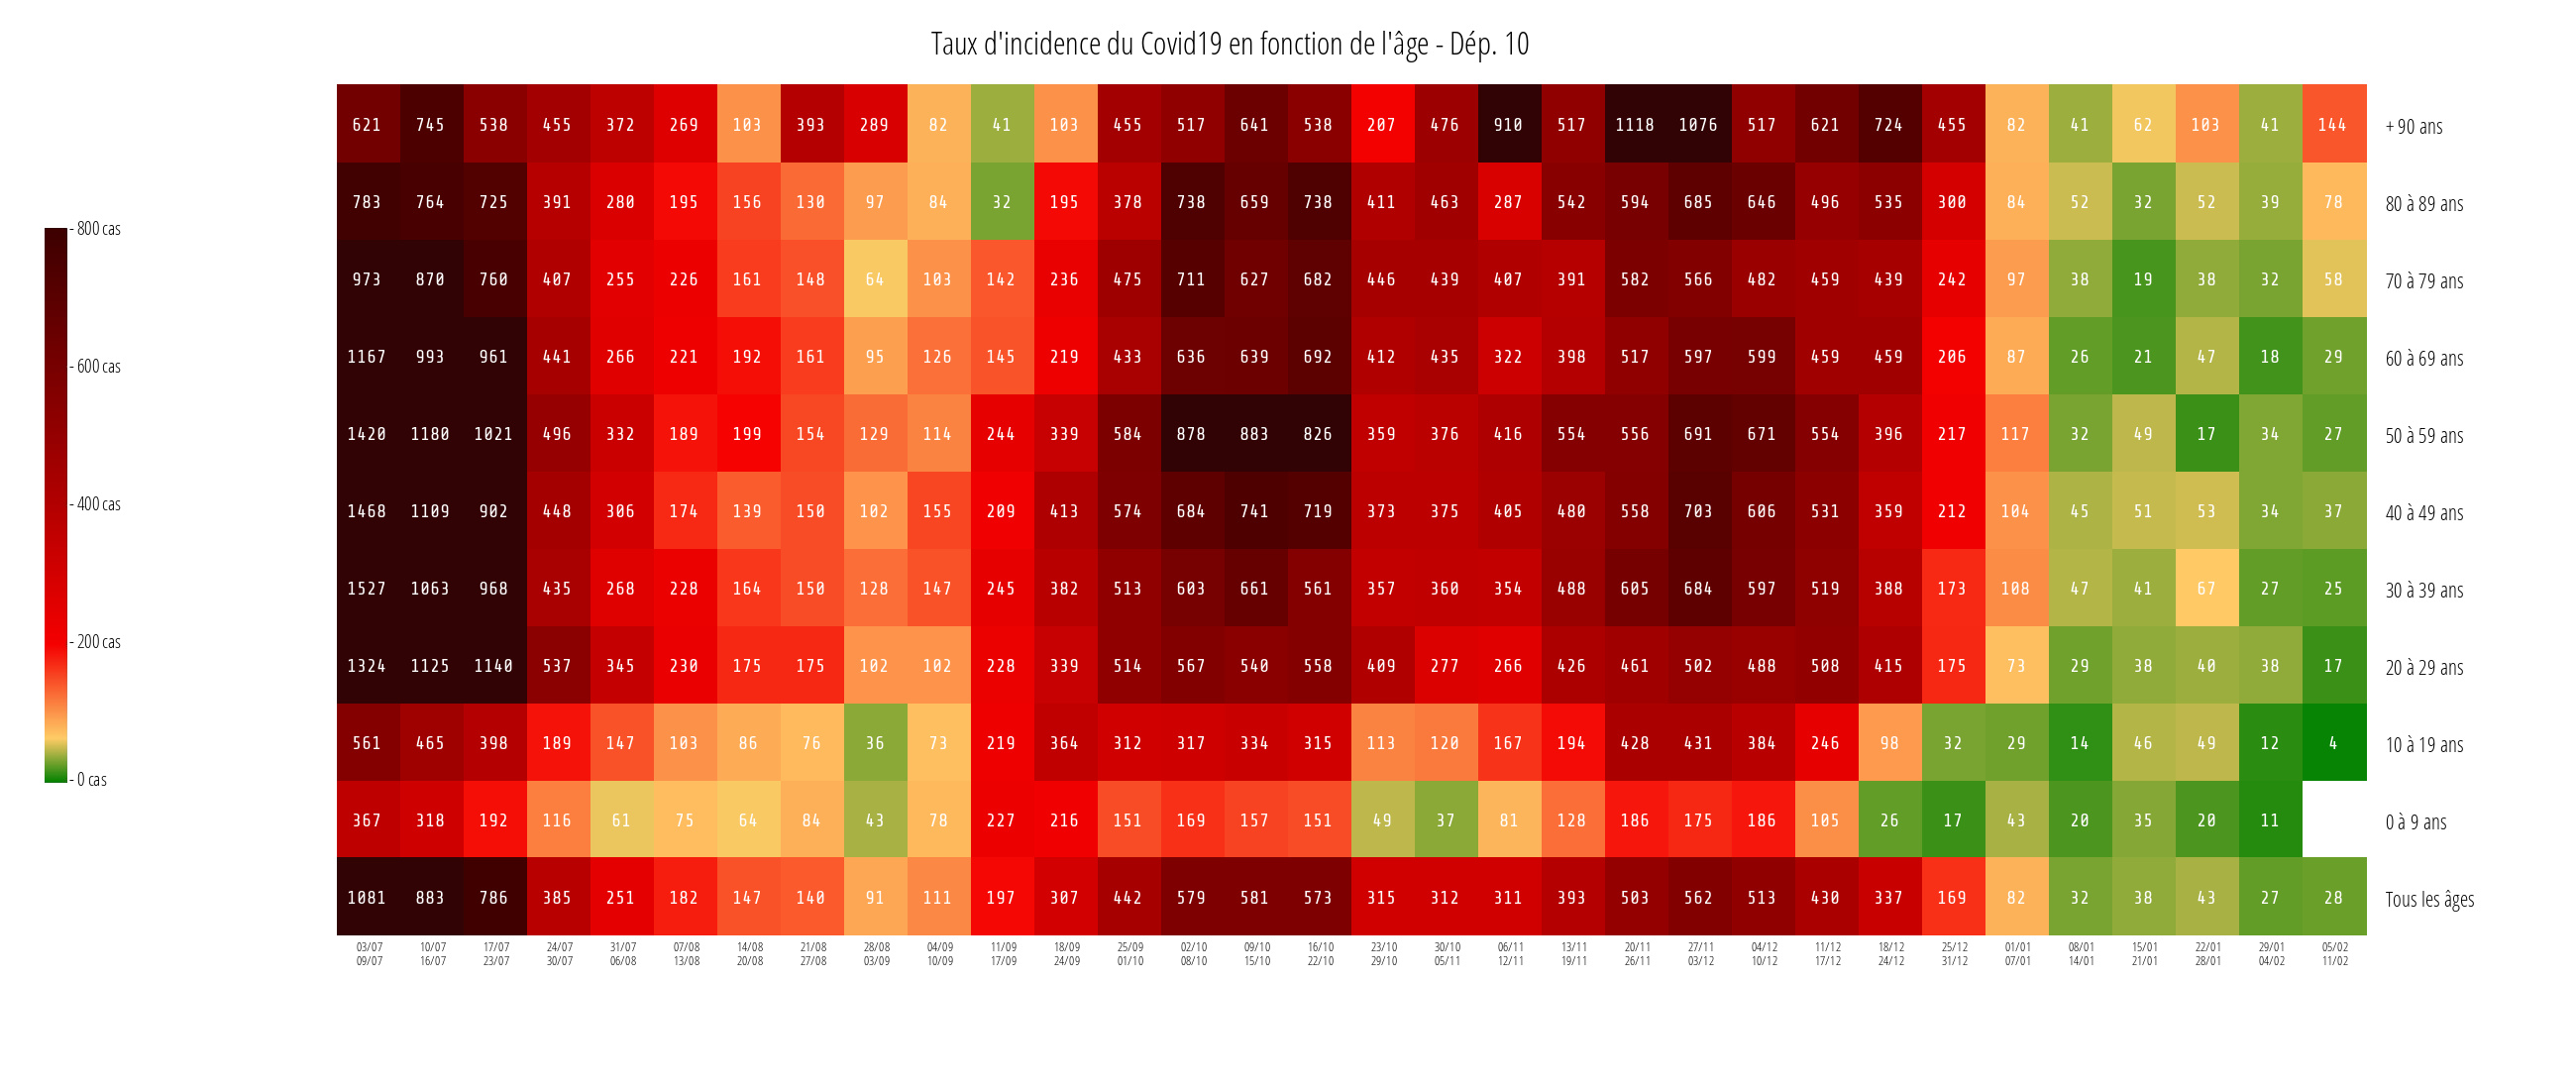 Taux d'incidence du Covid19 en fonction de l'âge - Dép. 10
- 800 cas
- 600 cas
- 400 cas
- 200 cas
- 0 cas
621 745 538 455 372 269 103 393 289 82 41 103 455 517 641 538 207 476 910 517 1118 1076 517 621 724 455 82 41 62 103 41 144 + 90 ans
783 764 725 391 280 195 156 130 97 84 32 195 378 738 659 738 411 463 287 542 594 685 646 496 535 300 84 52 32 52 39 78 80 à 89 ans
973 870 760 407 255 226 161 148 64 103 142 236 475 711 627 682 446 439 407 391 582 566 482 459 439 242 97 38 19 38 32 58 70 à 79 ans
1167 993 961 441 266 221 192 161 95 126 145 219 433 636 639 692 412 435 322 398 517 597 599 459 459 206 87 26 21 47 18 29 60 à 69 ans
1420 1180 1021 496 332 189 199 154 129 114 244 339 584 878 883 826 359 376 416 554 556 691 671 554 396 217 117 32 49 17 34 27 50 à 59 ans
1468 1109 902 448 306 174 139 150 102 155 209 413 574 684 741 719 373 375 405 480 558 703 606 531 359 212 104 45 51 53 34 37 40 à 49 ans
1527 1063 968 435 268 228 164 150 128 147 245 382 513 603 661 561 357 360 354 488 605 684 597 519 388 173 108 47 41 67 27 25 30 à 39 ans
1324 1125 1140 537 345 230 175 175 102 102 228 339 514 567 540 558 409 277 266 426 461 502 488 508 415 175 73 29 38 40 38 17 20 à 29 ans
561 465 398 189 147 103 86 76 36 73 219 364 312 317 334 315 113 120 167 194 428 431 384 246 98 32 29 14 46 49 12 4 10 à 19 ans
367 318 192 116 61 75 64 84 43 78 227 216 151 169 157 151 49 37 81 128 186 175 186 105 26 17 43 20 35 20 11 0 à 9 ans
1081 883 786 385 251 182 147 140 91 111 197 307 442 579 581 573 315 312 311 393 503 562 513 430 337 169 82 32 38 43 27 28 Tous les âges
03/07 10/07 17/07 24/07 31/07 07/08 14/08 21/08 28/08 04/09 11/09 18/09 25/09 02/10 09/10 16/10 23/10 30/10 06/11 13/11 20/11 27/11 04/12 11/12 18/12 25/12 01/01 08/01 15/01 22/01 29/01 05/02
09/07 16/07 23/07 30/07 06/08 13/08 20/08 27/08 03/09 10/09 17/09 24/09 01/10 08/10 15/10 22/10 29/10 05/11 12/11 19/11 26/11 03/12 10/12 17/12 24/12 31/12 07/01 14/01 21/01 28/01 04/02 11/02